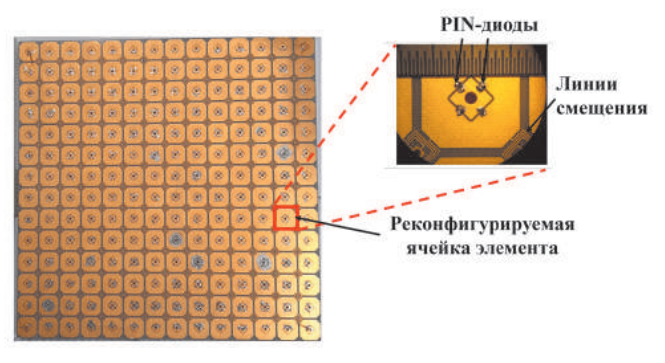 PIN-диоды
Линии
смещения
Реконфигурируемая
ячейка элемента